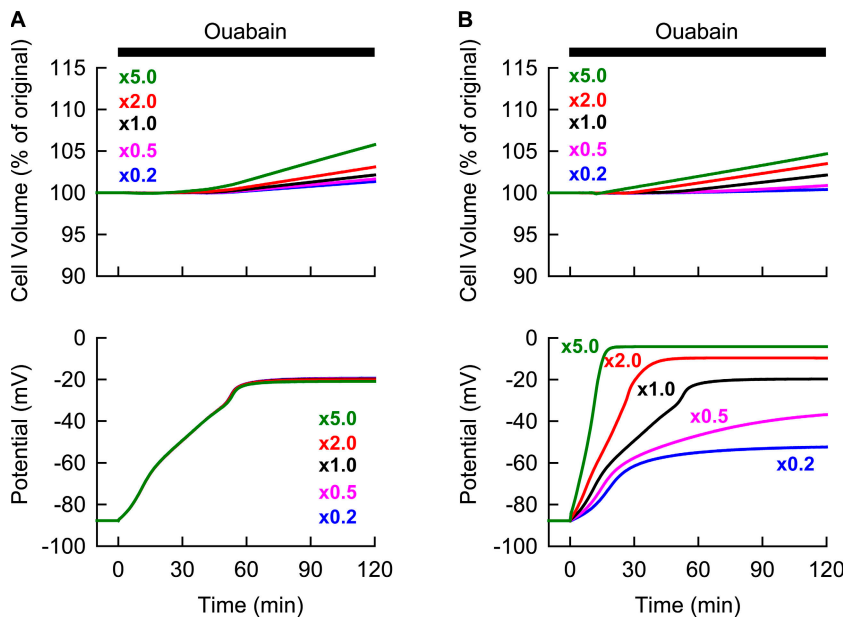 A
Ouabain
Cell Volume (% of original)
115
110
105
100
95
90
x5.0
x2.0
x1.0
x0.5
x0.2
Potential (mV)
0
-20
-40
-60
-80
-100
x5.0
x2.0
x1.0
x0.5
x0.2
0 30 60 90 120
Time (min)
B
Ouabain
Cell Volume (% of original)
115
110
105
100
95
90
x5.0
x2.0
x1.0
x0.5
x0.2
Potential (mV)
0
-20
-40
-60
-80
-100
x5.0
x2.0
x1.0
x0.5
x0.2
0 30 60 90 120
Time (min)